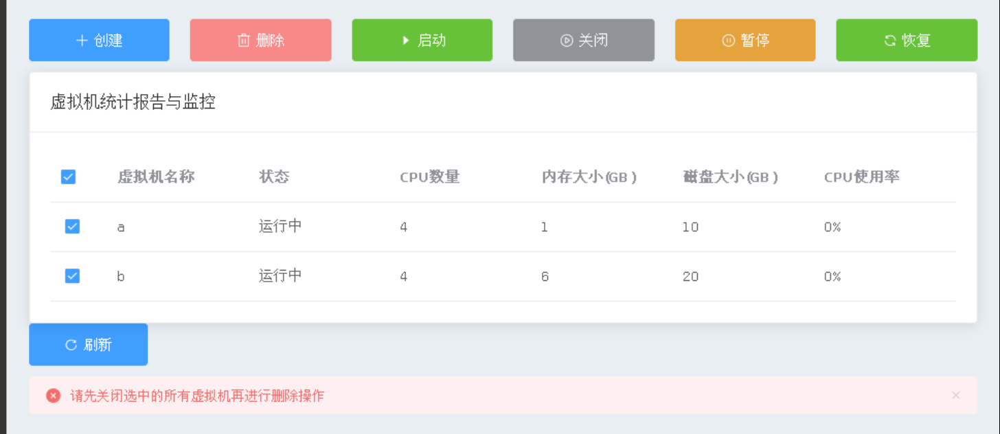 创建 删除 启动 关闭 暂停 恢复
虚拟机统计报告与监控
虚拟机名称 状态 CPU数量 内存大小(GB) 磁盘大小(GB) CPU使用率
a 运行中 4 1 10 0%
b 运行中 4 6 20 0%
刷新
请先关闭选中的所有虚拟机再进行删除操作